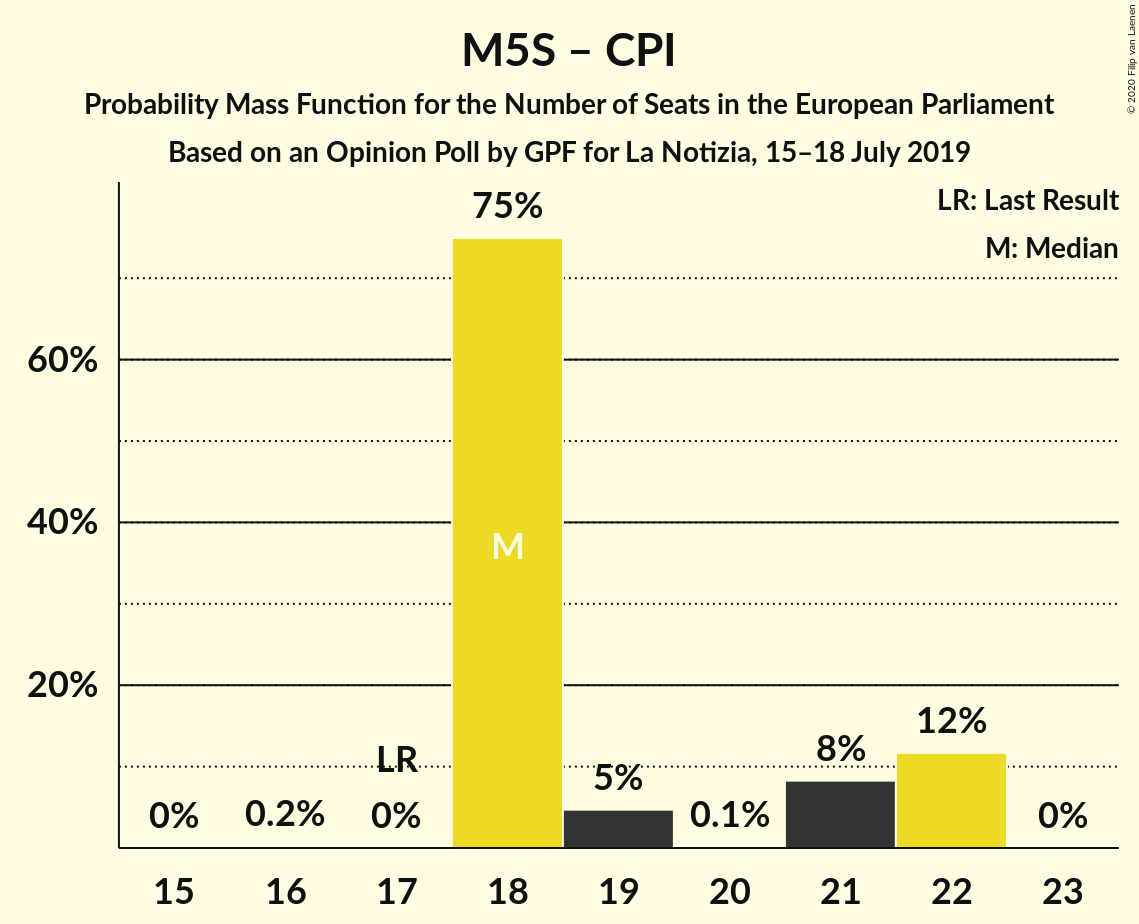 M5S – CPI
Probability Mass Function for the Number of Seats in the European Parliament
Based on an Opinion Poll by GPF for La Notizia, 15–18 July 2019
© 2020 Filip van Laenen
LR: Last Result
M: Median
75%
60%
40%
20%
M
LR
0%
0.2%
0%
5%
0.1%
8%
12%
0%
15 16 17 18 19 20 21 22 23